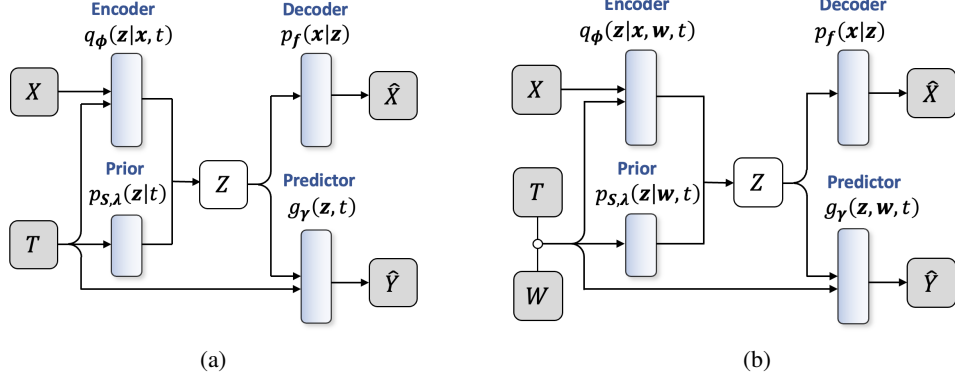 Encoder
qϕ(z|x, t)
Decoder
pf(x|z)
X
X̂
Prior
pS,λ(z|t)
Z
Predictor
gγ(z, t)
T
Ŷ
(a)
Encoder
qϕ(z|x, w, t)
Decoder
pf(x|z)
X
X̂
Prior
pS,λ(z|w, t)
T
Z
Predictor
gγ(z, w, t)
W
Ŷ
(b)